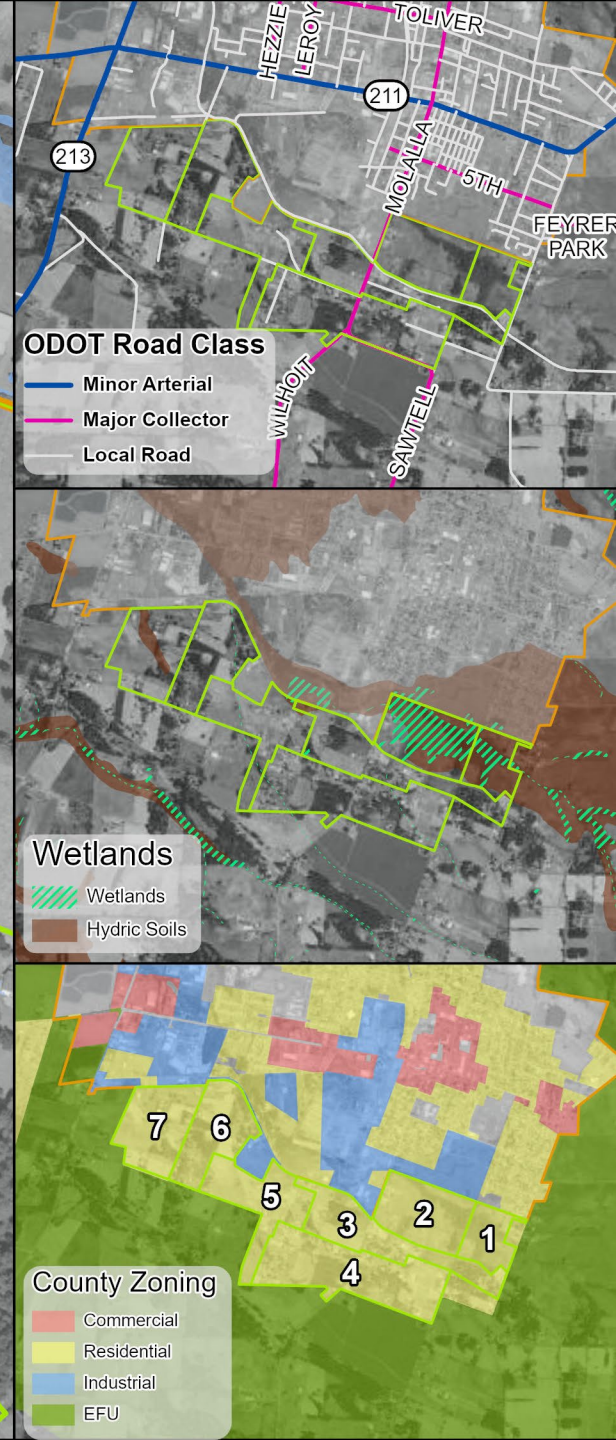 TOLIVER
HEZZIE
LEROY
211
213
MOLALLA
5TH
FEYRER
PARK
ODOT Road Class
Minor Arterial
Major Collector
Local Road
WILHOIT
SAWTELL
Wetlands
Wetlands
Hydric Soils
7
6
5
3
2
1
4
County Zoning
Commercial
Residential
Industrial
EFU